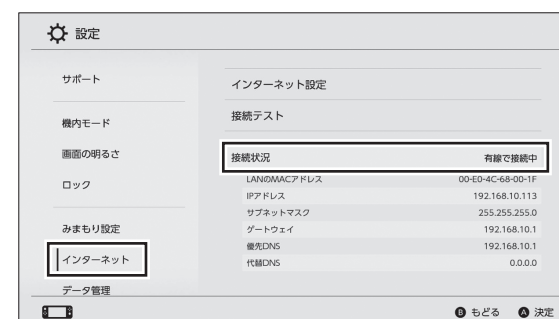 設定
サポート
機内モード
画面の明るさ
ロック
みまもり設定
インターネット
データ管理
インターネット設定
接続テスト
接続状況 有線で接続中
LANのMACアドレス 00-E0-4C-68-00-1F
IPアドレス 192.168.10.113
サブネットマスク 255.255.255.0
ゲートウェイ 192.168.10.1
優先DNS 192.168.10.1
代替DNS 0.0.0.0
B もどる A 決定